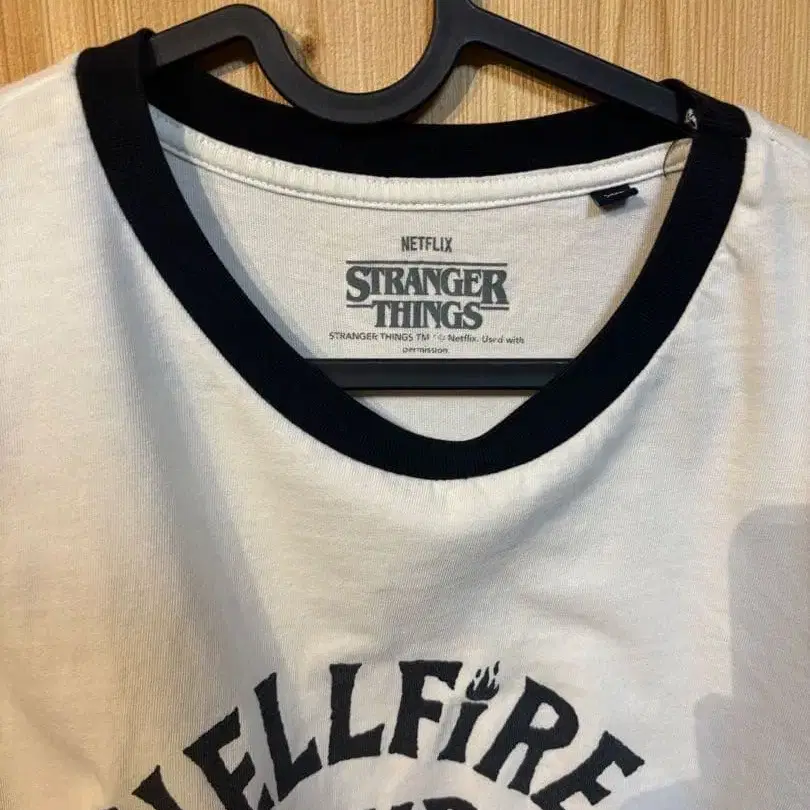 NETFLIX
STRANGER
THINGS
STRANGER THINGS TM © Netflix. Used with
permission.
HELLFiRE